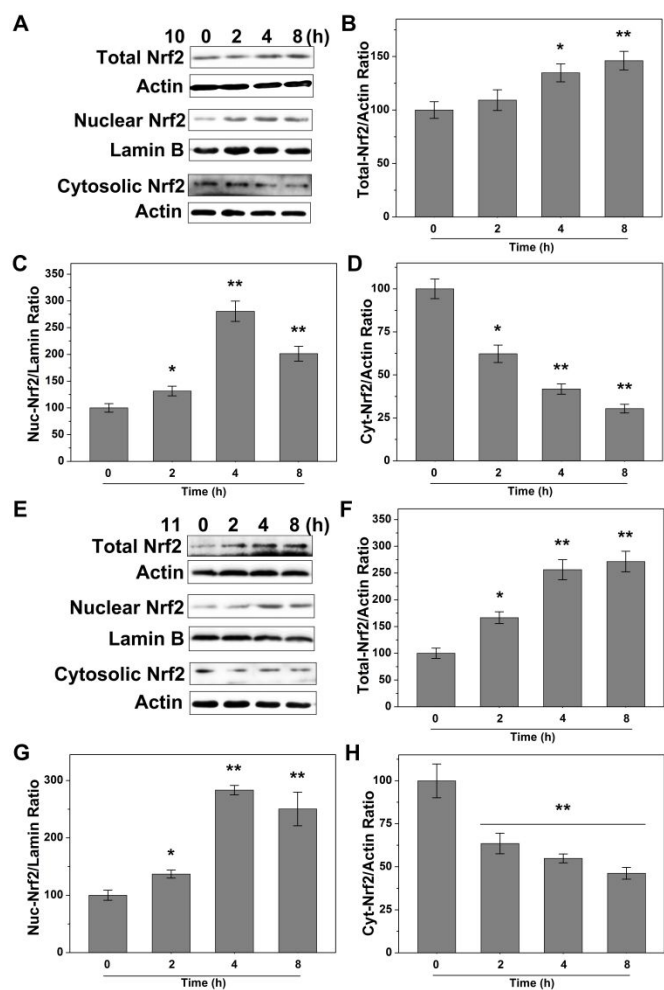 A
10 0 2 4 8 (h)
Total Nrf2
Actin
Nuclear Nrf2
Lamin B
Cytosolic Nrf2
Actin
B
Total-Nrf2/Actin Ratio
150
100
50
0
* **
0 2 4 8
Time (h)
C
Nuc-Nrf2/Lamin Ratio
350
300
250
200
150
100
50
0
* ** **
0 2 4 8
Time (h)
D
Cyt-Nrf2/Actin Ratio
100
75
50
25
0
* ** **
0 2 4 8
Time (h)
E
11 0 2 4 8 (h)
Total Nrf2
Actin
Nuclear Nrf2
Lamin B
Cytosolic Nrf2
Actin
F
Total-Nrf2/Actin Ratio
350
300
250
200
150
100
50
0
* ** **
0 2 4 8
Time (h)
G
Nuc-Nrf2/Lamin Ratio
300
200
100
0
* ** **
0 2 4 8
Time (h)
H
Cyt-Nrf2/Actin Ratio
100
75
50
25
0
**
0 2 4 8
Time (h)